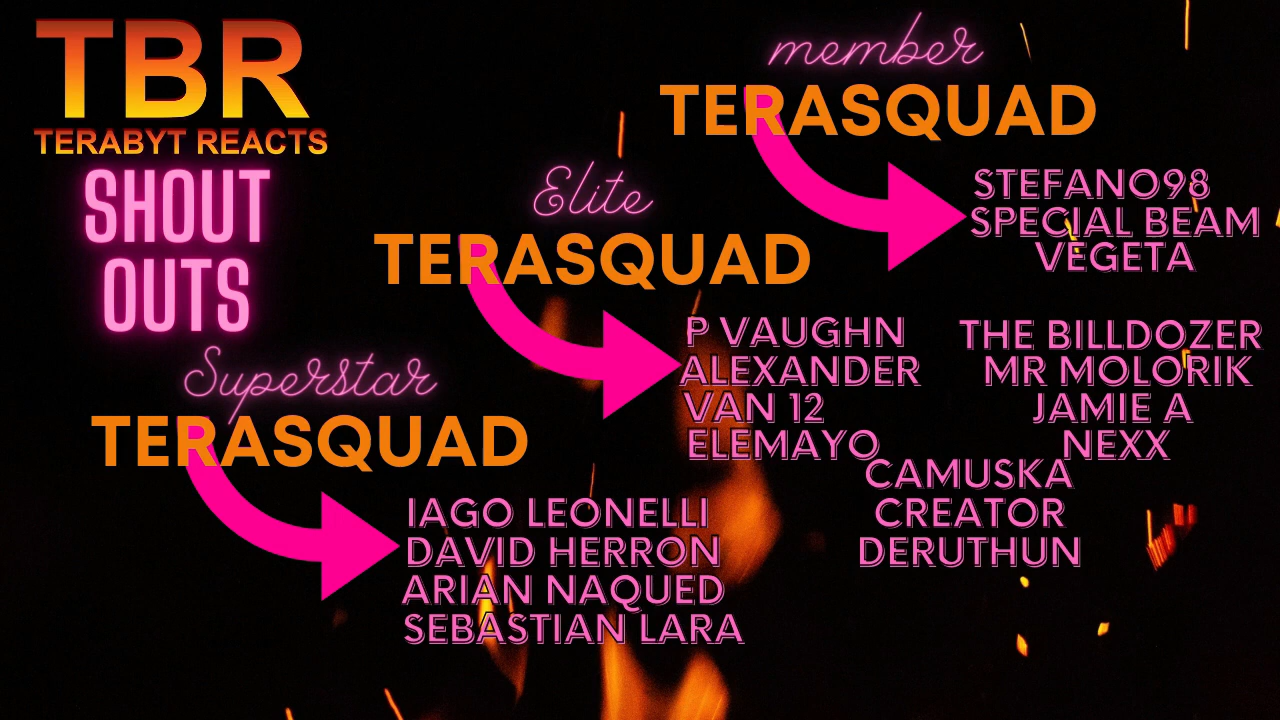 TBR
TERABYT REACTS
SHOUT
OUTS
member
TERASQUAD
STEFANO98
SPECIAL BEAM
VEGETA
Elite
TERASQUAD
P VAUGHN
ALEXANDER
VAN 12
ELEMAYO
THE BILLDOZER
MR MOLORIK
JAMIE A
NEXX
CAMUSKA
CREATOR
DERUTHUN
Superstar
TERASQUAD
IAGO LEONELLI
DAVID HERRON
ARIAN NAQUED
SEBASTIAN LARA